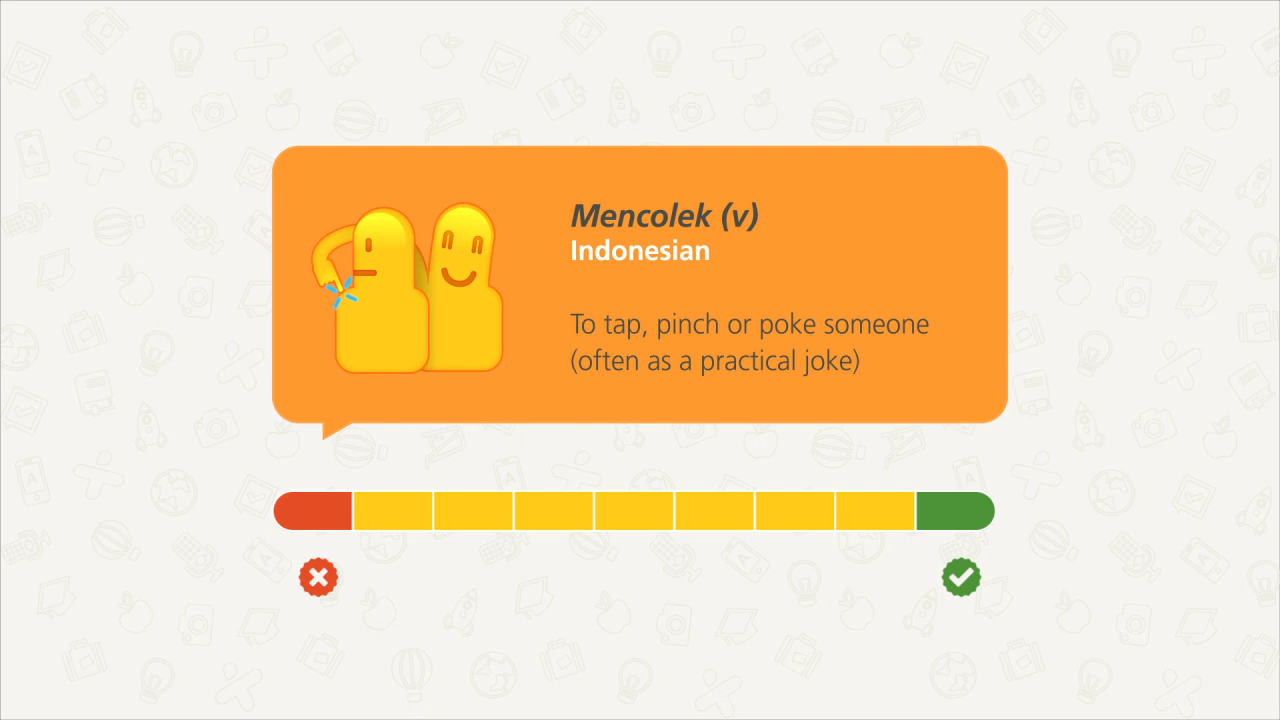 Mencolek (v)
Indonesian
To tap, pinch or poke someone
(often as a practical joke)